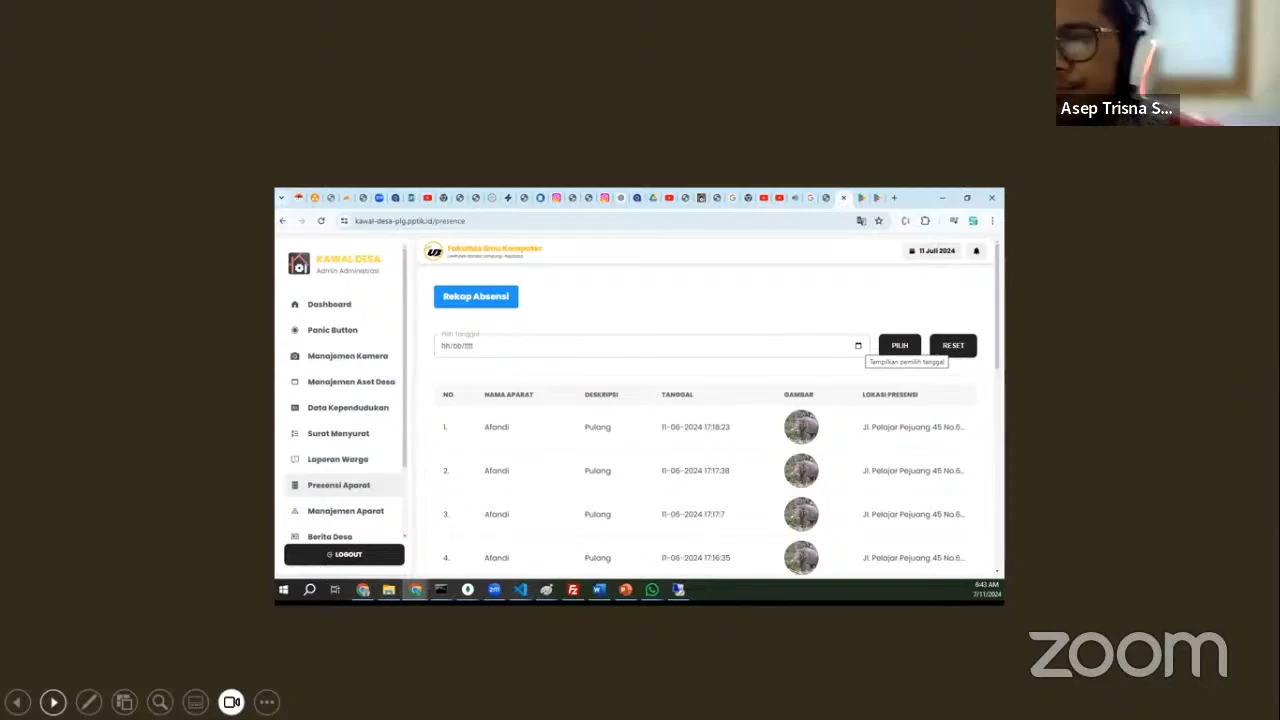 Asep Trisna S...
kawal-desa-plg.pptik.id/presence
KAWAL DESA
Admin Administrasi
Fakultas Ilmu Komputer
11 Juli 2024
Rekap Absensi
Dashboard
Panic Button
Manajemen Kamera
Manajemen Aset Desa
Data Kependudukan
Surat Menyurat
Laporan Warga
Presensi Aparat
Manajemen Aparat
Berita Desa
LOGOUT
Pilih Tanggal
hh/bb/tttt
PILIH
RESET
Tampilkan pemilih tanggal
NO. NAMA APARAT DESKRIPSI TANGGAL GAMBAR LOKASI PRESENSI
1. Afandi Pulang 11-06-2024 17:18:23 Jl. Pelajar Pejuang 45 No.6...
2. Afandi Pulang 11-06-2024 17:17:38 Jl. Pelajar Pejuang 45 No.6...
3. Afandi Pulang 11-06-2024 17:17:7 Jl. Pelajar Pejuang 45 No.6...
4. Afandi Pulang 11-06-2024 17:16:35 Jl. Pelajar Pejuang 45 No.6...
6:43 AM
7/11/2024
zoom